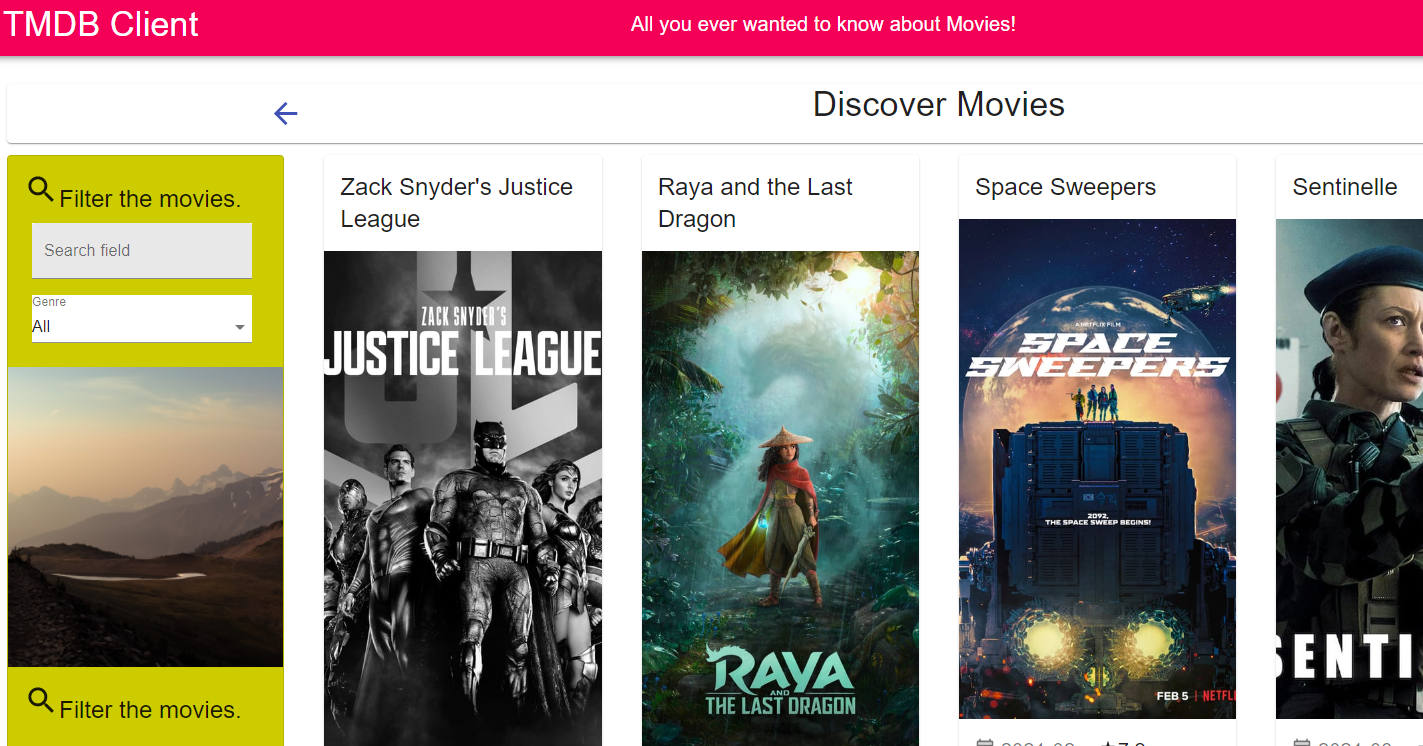 TMDB Client
All you ever wanted to know about Movies!
Discover Movies
Filter the movies.
Search field
Genre
All
Filter the movies.
Zack Snyder's Justice
League
ZACK SNYDER'S
JUSTICE LEAGUE
Raya and the Last
Dragon
RAYA
AND
THE LAST DRAGON
Space Sweepers
A NETFLIX FILM
SPACE
SWEEPERS
2092,
THE SPACE SWEEP BEGINS!
FEB 5 | NETFL
Sentinelle
SENTI